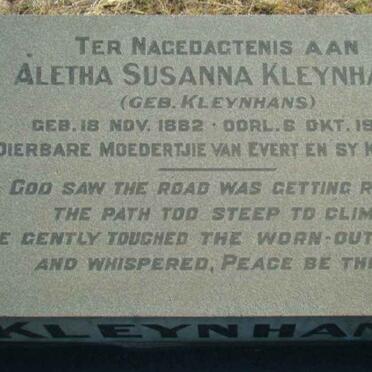 TER NAGEDAGTENIS AAN
ALETHA SUSANNA KLEYNHA
(GEB. KLEYNHANS)
GEB. 18 NOV. 1882 · OORL. 6 OKT. 19
DIERBARE MOEDERTJIE VAN EVERT EN SY K
GOD SAW THE ROAD WAS GETTING R
THE PATH TOO STEEP TO CLIM
E GENTLY TOUCHED THE WORN-OUT
AND WHISPERED, PEACE BE TH
KLEYNHAN